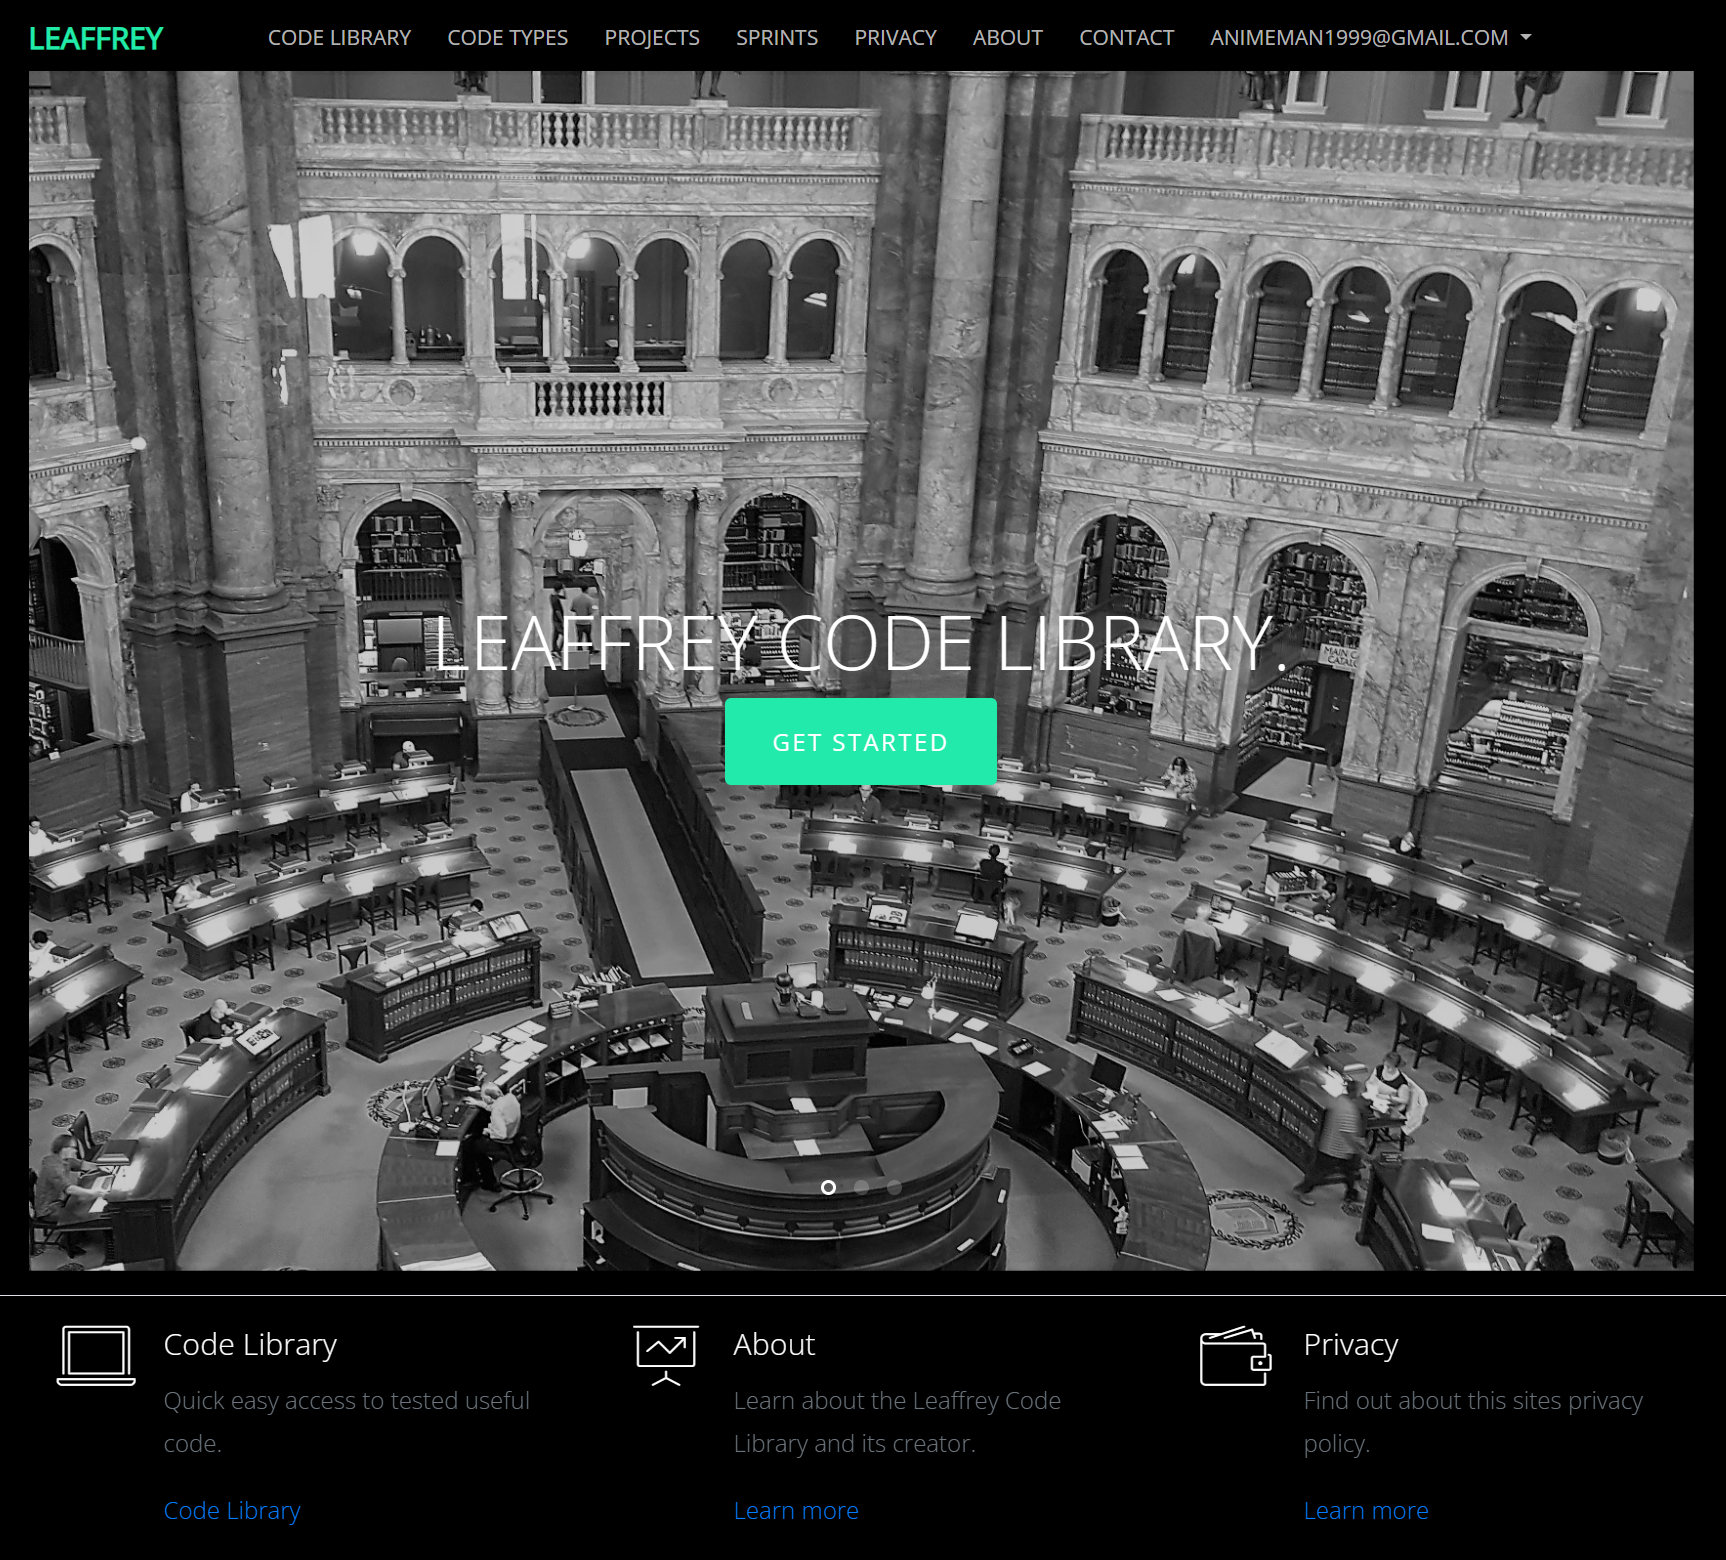 LEAFFREY
CODE LIBRARY CODE TYPES PROJECTS SPRINTS PRIVACY ABOUT CONTACT ANIMEMAN1999@GMAIL.COM
LEAFFREY CODE LIBRARY.
MAIN
GET STARTED
Code Library
Quick easy access to tested useful
code.
Code Library
About
Learn about the Leaffrey Code
Library and its creator.
Learn more
Privacy
Find out about this sites privacy
policy.
Learn more